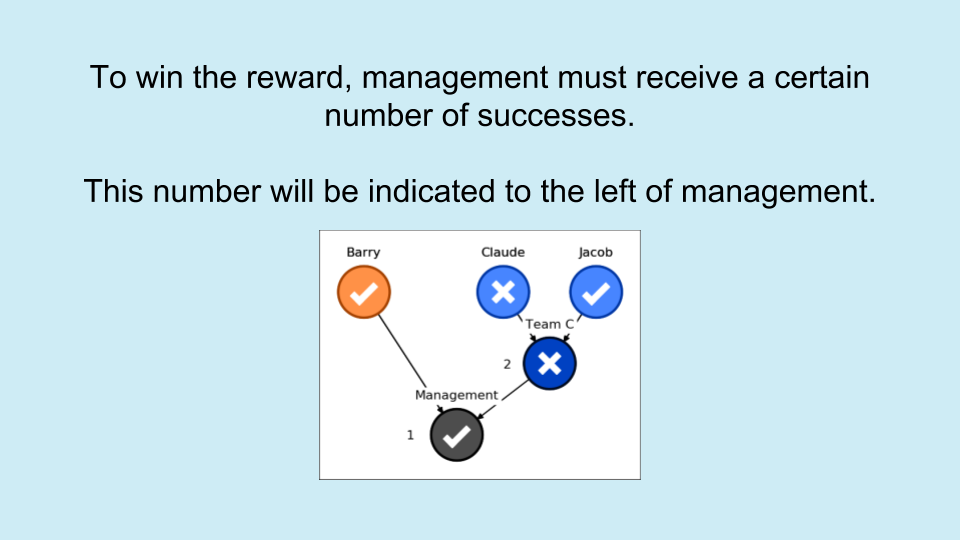 To win the reward, management must receive a certain
number of successes.
This number will be indicated to the left of management.
Barry
Claude
Jacob
Team C
2
Management
1